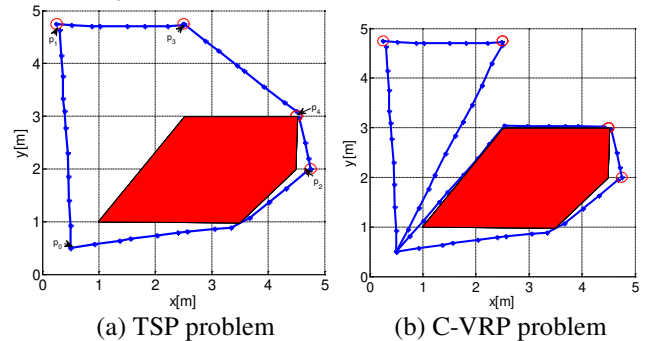 5
4
3
2
1
0
0 1 2 3 4 5
y[m]
x[m]
p1
p3
p4
p2
p0
(a) TSP problem
5
4
3
2
1
0
0 1 2 3 4 5
y[m]
x[m]
(b) C-VRP problem